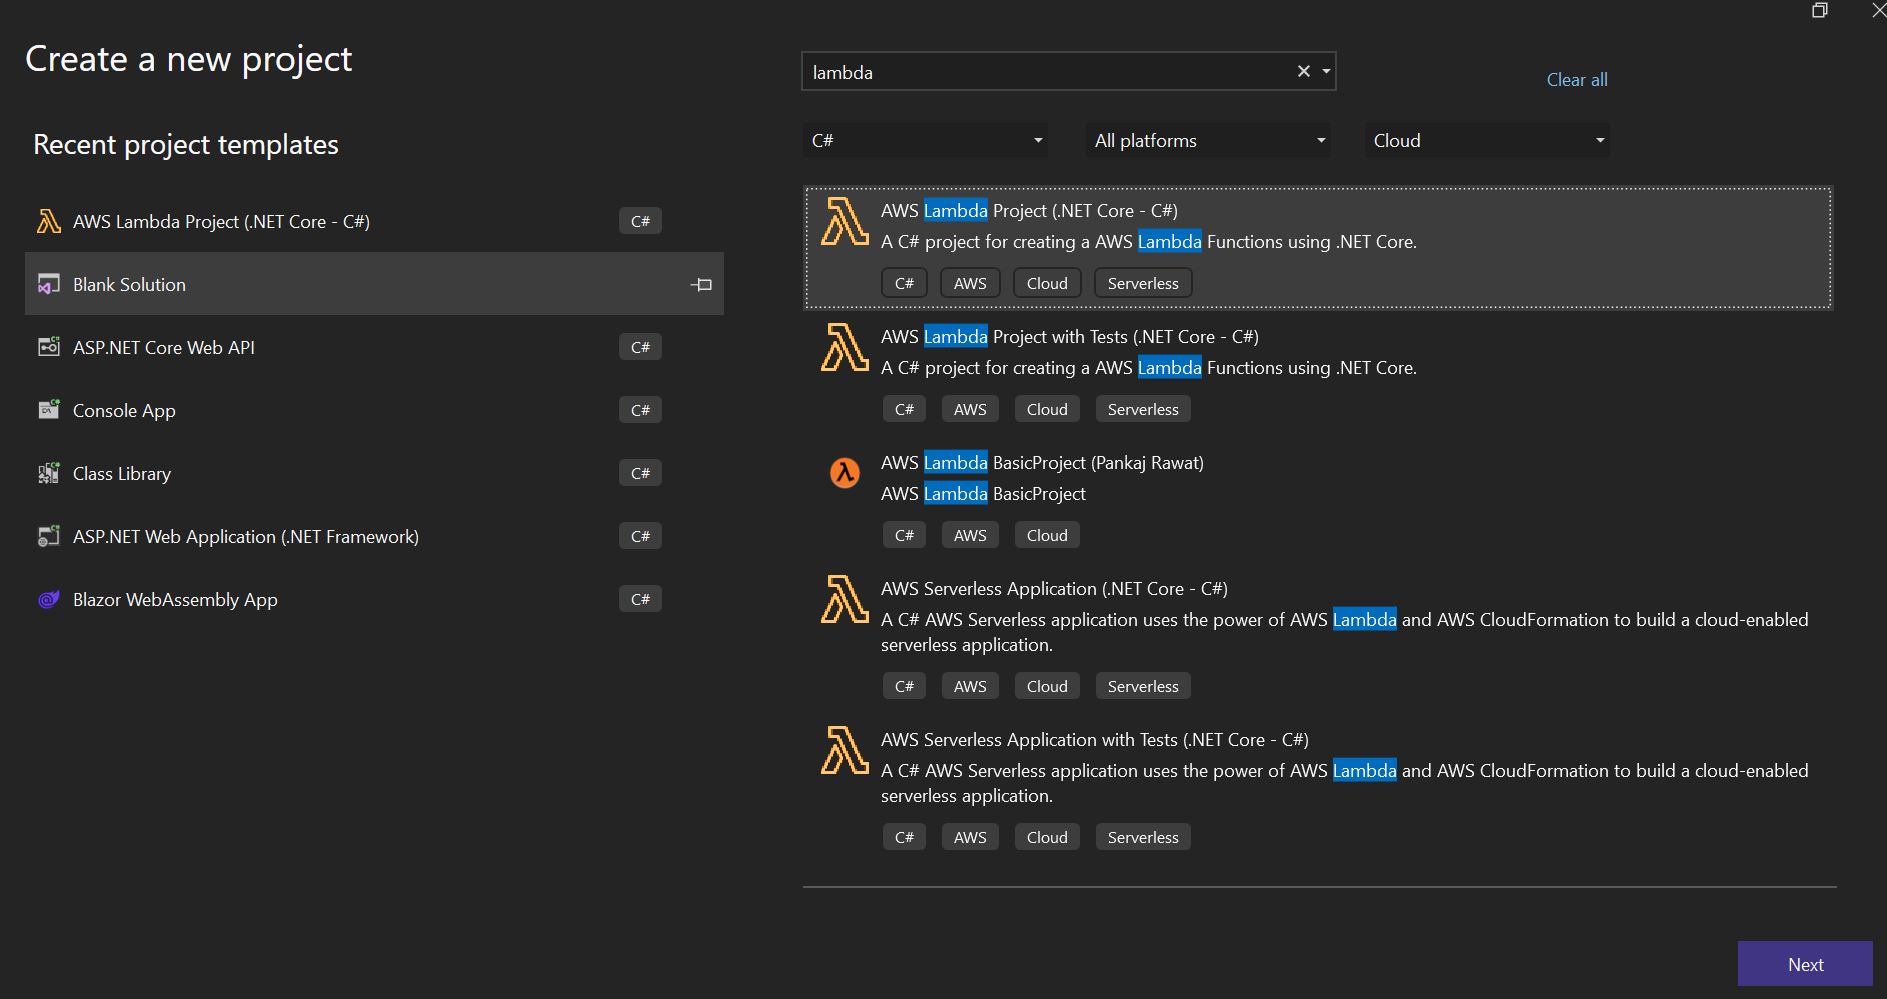 Create a new project
Recent project templates
AWS Lambda Project (.NET Core - C#)
C#
Blank Solution
ASP.NET Core Web API
C#
Console App
C#
Class Library
C#
ASP.NET Web Application (.NET Framework)
C#
Blazor WebAssembly App
C#
lambda
Clear all
C#
All platforms
Cloud
AWS Lambda Project (.NET Core - C#)
A C# project for creating a AWS Lambda Functions using .NET Core.
C# AWS Cloud Serverless
AWS Lambda Project with Tests (.NET Core - C#)
A C# project for creating a AWS Lambda Functions using .NET Core.
C# AWS Cloud Serverless
AWS Lambda BasicProject (Pankaj Rawat)
AWS Lambda BasicProject
C# AWS Cloud
AWS Serverless Application (.NET Core - C#)
A C# AWS Serverless application uses the power of AWS Lambda and AWS CloudFormation to build a cloud-enabled
serverless application.
C# AWS Cloud Serverless
AWS Serverless Application with Tests (.NET Core - C#)
A C# AWS Serverless application uses the power of AWS Lambda and AWS CloudFormation to build a cloud-enabled
serverless application.
C# AWS Cloud Serverless
Next